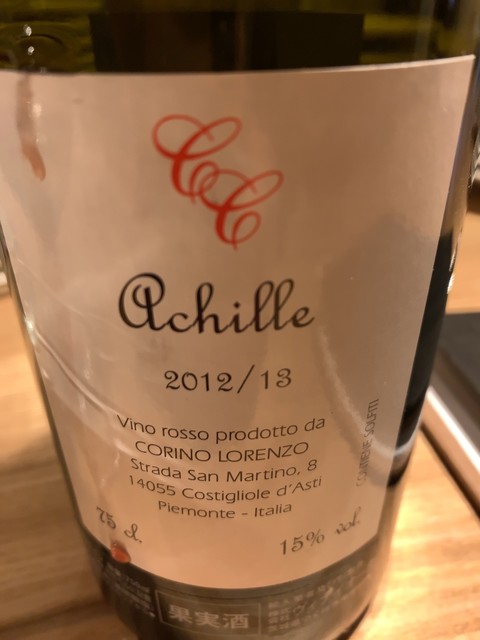 CC
Achille
2012/13
Vino rosso prodotto da
CORINO LORENZO
Strada San Martino, 8
14055 Costigliole d'Asti
Piemonte - Italia
CONTIENE SOLFITI
75 cl.
15% vol.
果実酒